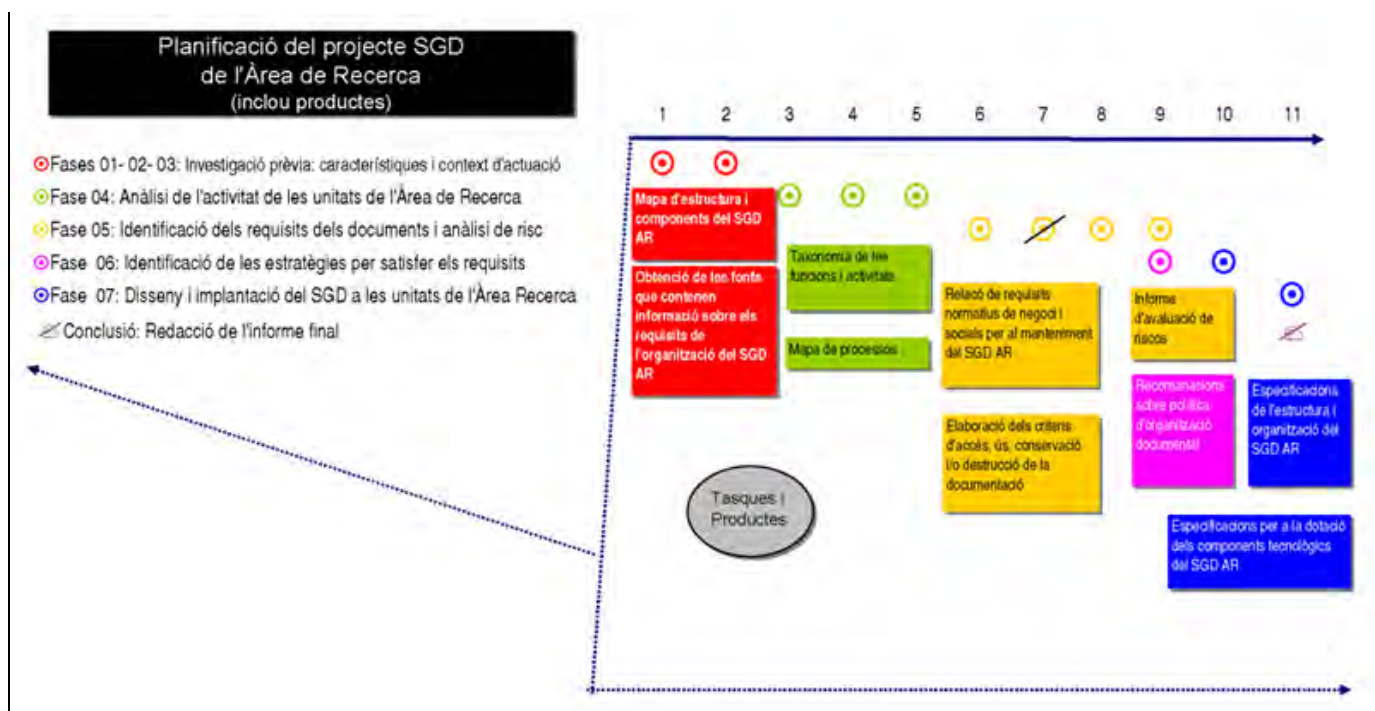 Planificació del projecte SGD
de l'Àrea de Recerca
(inclou productes)
1 2 3 4 5 6 7 8 9 10 11
Fases 01- 02- 03: Investigació prèvia: característiques i context d'actuació
Fase 04: Anàlisi de l'activitat de les unitats de l'Àrea de Recerca
Fase 05: Identificació dels requisits dels documents i anàlisi de risc
Fase 06: Identificació de les estratègies per satisfer els requisits
Fase 07: Disseny i implantació del SGD a les unitats de l'Àrea Recerca
Conclusió: Redacció de l'informe final
Mapa d'estructura i
components del SGD
AR
Obtenció de les fonts
que contenen
informació sobre els
requisits de
l'organització del SGD
AR
Taxonomia de les
funcions i activitats
Mapa de processos
Relacó de requisits
normatius de negoci i
socials per al manteniment
del SGD AR
Elaboració dels criteris
d'accés, ús, conservació
i/o destrucció de la
documentació
Informe
d'avaluació de
riscos
Recomanacions
sobre política
d'organització
documental
Especificacions
de l'estructura i
organització del
SGD AR
Especificacions per a la dotació
dels components tecnològics
del SGD AR
Tasques i
Productes